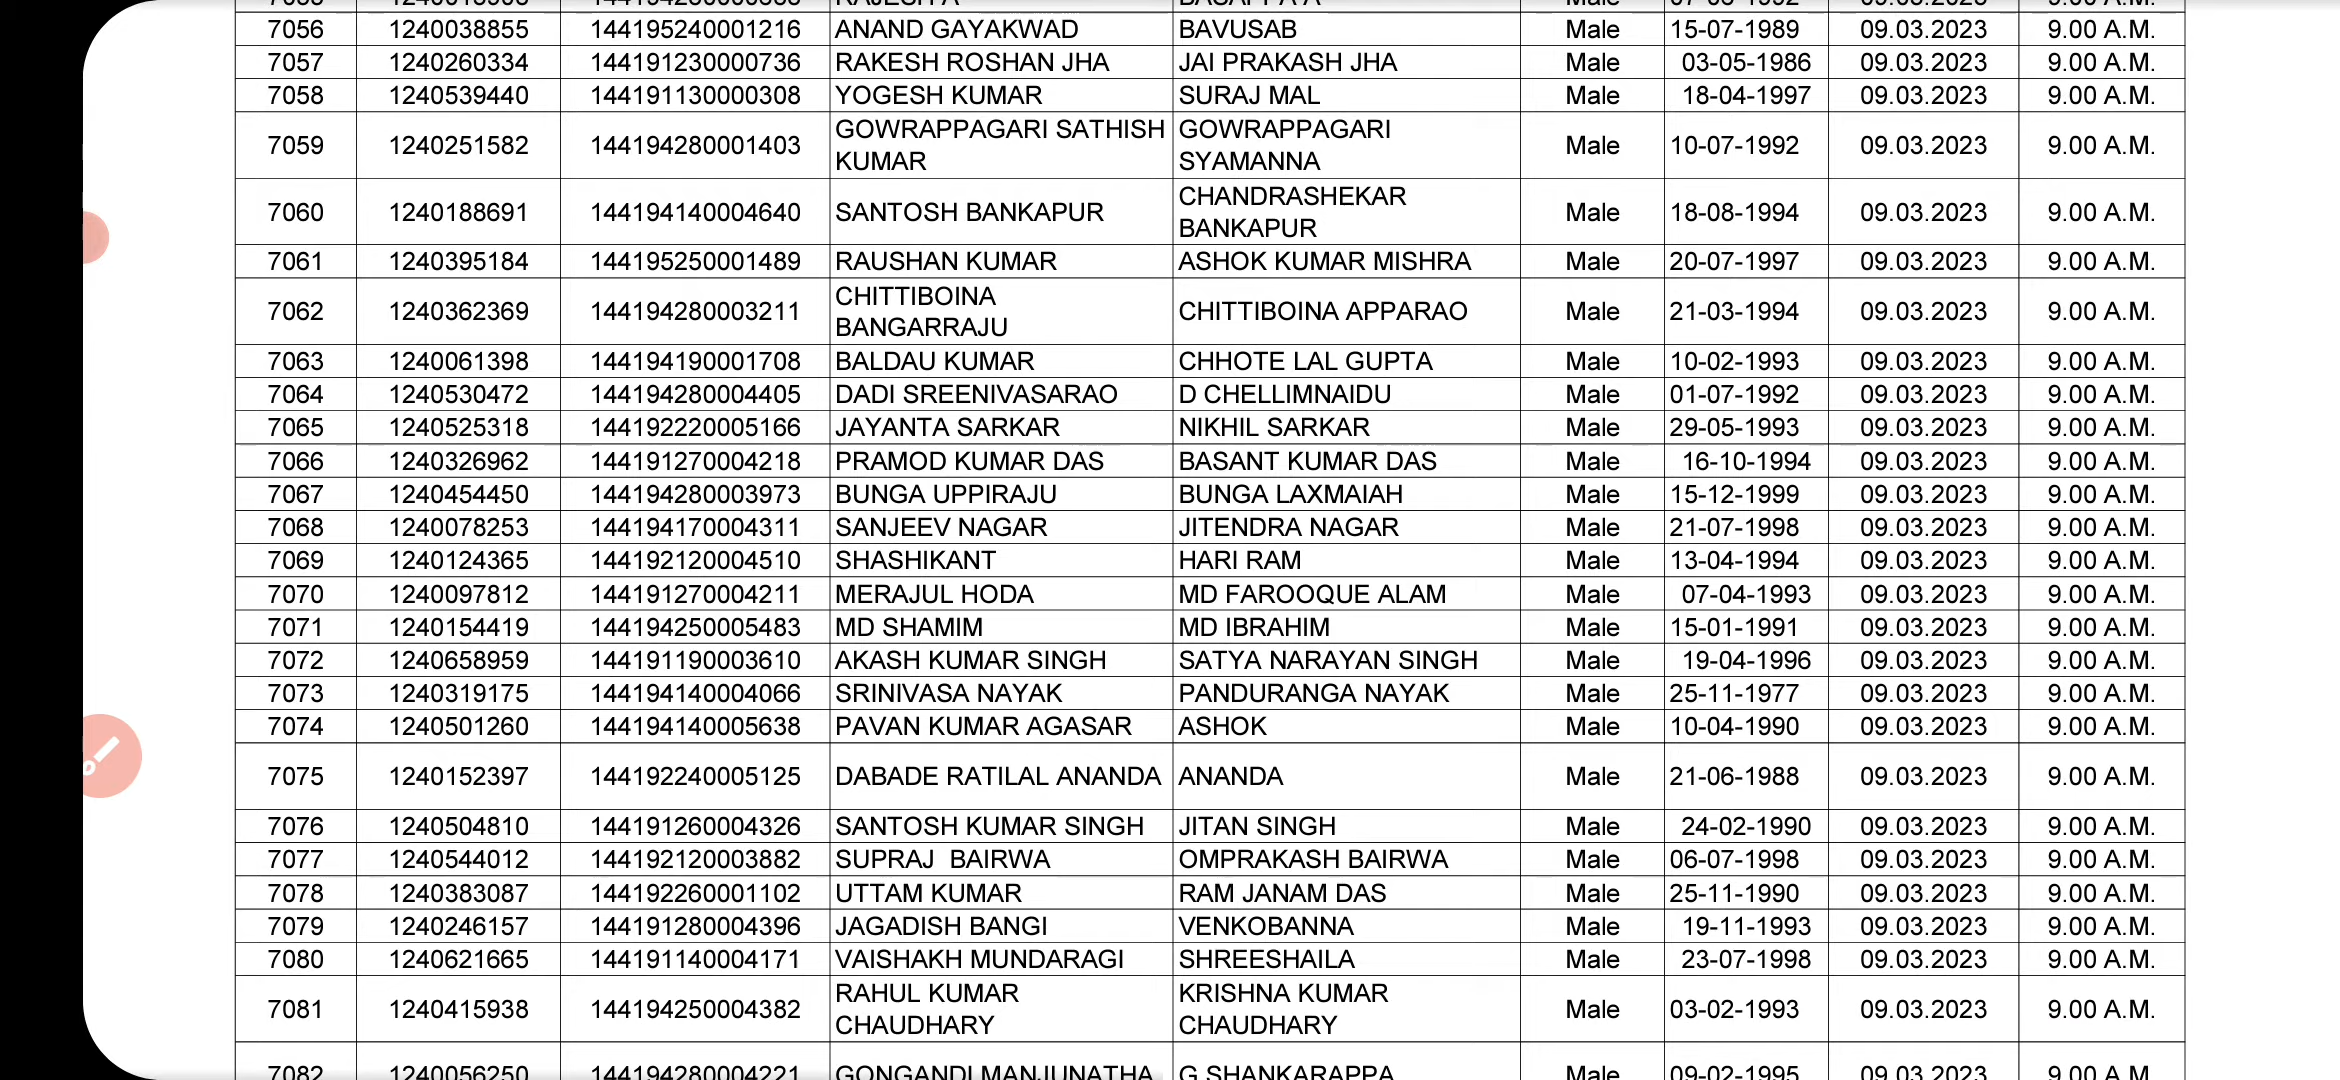 7056 1240038855 144195240001216 ANAND GAYAKWAD BAVUSAB Male 15-07-1989 09.03.2023 9.00 A.M.
7057 1240260334 144191230000736 RAKESH ROSHAN JHA JAI PRAKASH JHA Male 03-05-1986 09.03.2023 9.00 A.M.
7058 1240539440 144191130000308 YOGESH KUMAR SURAJ MAL Male 18-04-1997 09.03.2023 9.00 A.M.
7059 1240251582 144194280001403 GOWRAPPAGARI SATHISH GOWRAPPAGARI Male 10-07-1992 09.03.2023 9.00 A.M.
KUMAR SYAMANNA
7060 1240188691 144194140004640 SANTOSH BANKAPUR CHANDRASHEKAR Male 18-08-1994 09.03.2023 9.00 A.M.
BANKAPUR
7061 1240395184 144195250001489 RAUSHAN KUMAR ASHOK KUMAR MISHRA Male 20-07-1997 09.03.2023 9.00 A.M.
7062 1240362369 144194280003211 CHITTIBOINA CHITTIBOINA APPARAO Male 21-03-1994 09.03.2023 9.00 A.M.
BANGARRAJU
7063 1240061398 144194190001708 BALDAU KUMAR CHHOTE LAL GUPTA Male 10-02-1993 09.03.2023 9.00 A.M.
7064 1240530472 144194280004405 DADI SREENIVASARAO D CHELLIMNAIDU Male 01-07-1992 09.03.2023 9.00 A.M.
7065 1240525318 144192220005166 JAYANTA SARKAR NIKHIL SARKAR Male 29-05-1993 09.03.2023 9.00 A.M.
7066 1240326962 144191270004218 PRAMOD KUMAR DAS BASANT KUMAR DAS Male 16-10-1994 09.03.2023 9.00 A.M.
7067 1240454450 144194280003973 BUNGA UPPIRAJU BUNGA LAXMAIAH Male 15-12-1999 09.03.2023 9.00 A.M.
7068 1240078253 144194170004311 SANJEEV NAGAR JITENDRA NAGAR Male 21-07-1998 09.03.2023 9.00 A.M.
7069 1240124365 144192120004510 SHASHIKANT HARI RAM Male 13-04-1994 09.03.2023 9.00 A.M.
7070 1240097812 144191270004211 MERAJUL HODA MD FAROOQUE ALAM Male 07-04-1993 09.03.2023 9.00 A.M.
7071 1240154419 144194250005483 MD SHAMIM MD IBRAHIM Male 15-01-1991 09.03.2023 9.00 A.M.
7072 1240658959 144191190003610 AKASH KUMAR SINGH SATYA NARAYAN SINGH Male 19-04-1996 09.03.2023 9.00 A.M.
7073 1240319175 144194140004066 SRINIVASA NAYAK PANDURANGA NAYAK Male 25-11-1977 09.03.2023 9.00 A.M.
7074 1240501260 144194140005638 PAVAN KUMAR AGASAR ASHOK Male 10-04-1990 09.03.2023 9.00 A.M.
7075 1240152397 144192240005125 DABADE RATILAL ANANDA ANANDA Male 21-06-1988 09.03.2023 9.00 A.M.
7076 1240504810 144191260004326 SANTOSH KUMAR SINGH JITAN SINGH Male 24-02-1990 09.03.2023 9.00 A.M.
7077 1240544012 144192120003882 SUPRAJ BAIRWA OMPRAKASH BAIRWA Male 06-07-1998 09.03.2023 9.00 A.M.
7078 1240383087 144192260001102 UTTAM KUMAR RAM JANAM DAS Male 25-11-1990 09.03.2023 9.00 A.M.
7079 1240246157 144191280004396 JAGADISH BANGI VENKOBANNA Male 19-11-1993 09.03.2023 9.00 A.M.
7080 1240621665 144191140004171 VAISHAKH MUNDARAGI SHREESHAILA Male 23-07-1998 09.03.2023 9.00 A.M.
7081 1240415938 144194250004382 RAHUL KUMAR KRISHNA KUMAR Male 03-02-1993 09.03.2023 9.00 A.M.
CHAUDHARY CHAUDHARY
7082 1240056250 144194280004221 GONGANDI MANJUNATHA G SHANKARAPPA Male 09-02-1995 09.03.2023 9.00 A.M.